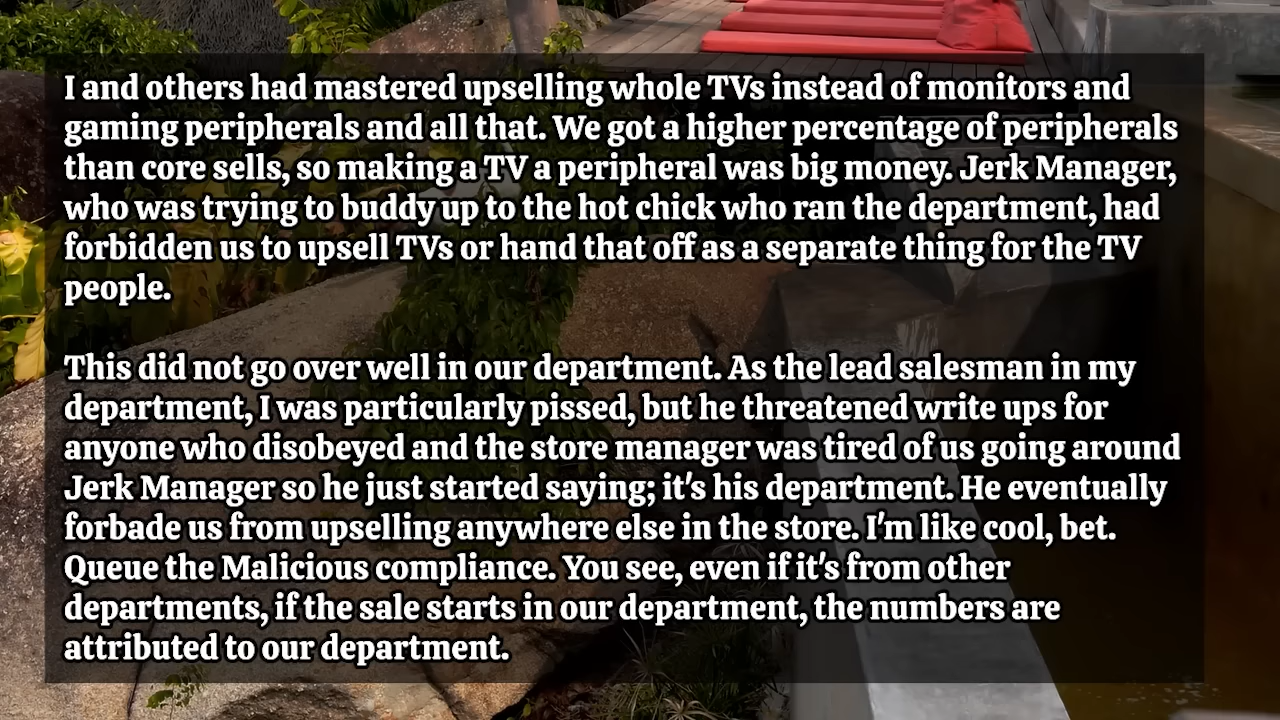 I and others had mastered upselling whole TVs instead of monitors and
gaming peripherals and all that. We got a higher percentage of peripherals
than core sells, so making a TV a peripheral was big money. Jerk Manager,
who was trying to buddy up to the hot chick who ran the department, had
forbidden us to upsell TVs or hand that off as a separate thing for the TV
people.
This did not go over well in our department. As the lead salesman in my
department, I was particularly pissed, but he threatened write ups for
anyone who disobeyed and the store manager was tired of us going around
Jerk Manager so he just started saying; it's his department. He eventually
forbade us from upselling anywhere else in the store. I'm like cool, bet.
Queue the Malicious compliance. You see, even if it's from other
departments, if the sale starts in our department, the numbers are
attributed to our department.